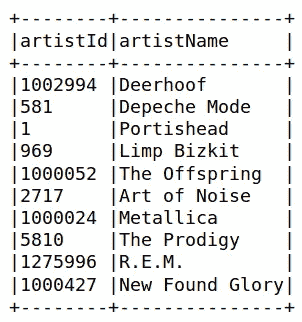 +--------+---------------+
|artistId|artistName     |
+--------+---------------+
|1002994 |Deerhoof       |
|581     |Depeche Mode   |
|1       |Portishead     |
|969     |Limp Bizkit    |
|1000052 |The Offspring  |
|2717    |Art of Noise   |
|1000024 |Metallica      |
|5810    |The Prodigy    |
|1275996 |R.E.M.         |
|1000427 |New Found Glory|
+--------+---------------+